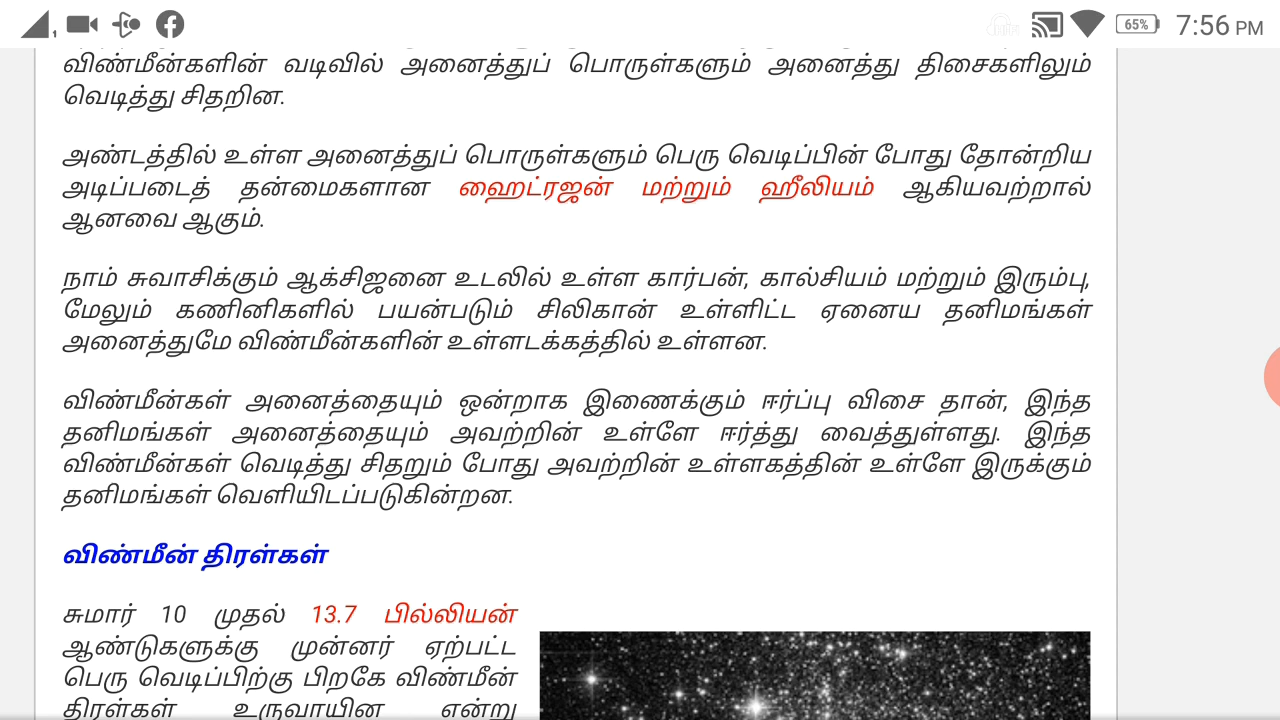 65%
7:56 PM
விண்மீன்களின் வடிவில் அனைத்துப் பொருள்களும் அனைத்து திசைகளிலும்
வெடித்து சிதறின.
அண்டத்தில் உள்ள அனைத்துப் பொருள்களும் பெரு வெடிப்பின் போது தோன்றிய
அடிப்படைத் தன்மைகளான ஹைட்ரஜன் மற்றும் ஹீலியம் ஆகியவற்றால்
ஆனவை ஆகும்.
நாம் சுவாசிக்கும் ஆக்சிஜனை உடலில் உள்ள கார்பன், கால்சியம் மற்றும் இரும்பு,
மேலும் கணினிகளில் பயன்படும் சிலிகான் உள்ளிட்ட ஏனைய தனிமங்கள்
அனைத்துமே விண்மீன்களின் உள்ளடக்கத்தில் உள்ளன.
விண்மீன்கள் அனைத்தையும் ஒன்றாக இணைக்கும் ஈர்ப்பு விசை தான், இந்த
தனிமங்கள் அனைத்தையும் அவற்றின் உள்ளே ஈர்த்து வைத்துள்ளது. இந்த
விண்மீன்கள் வெடித்து சிதறும் போது அவற்றின் உள்ளகத்தின் உள்ளே இருக்கும்
தனிமங்கள் வெளியிடப்படுகின்றன.
விண்மீன் திரள்கள்
சுமார் 10 முதல் 13.7 பில்லியன்
ஆண்டுகளுக்கு முன்னர் ஏற்பட்ட
பெரு வெடிப்பிற்கு பிறகே விண்மீன்
திரள்கள் உருவாயின என்று